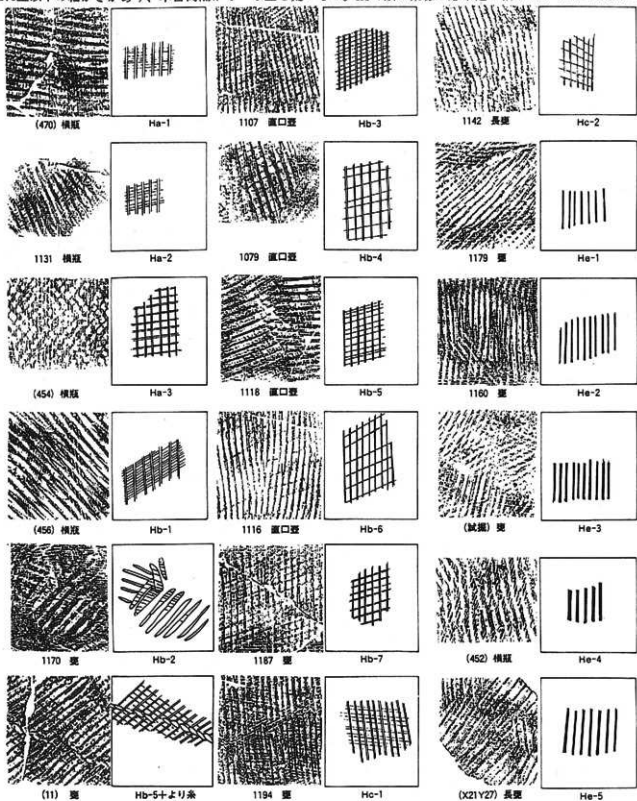 (470) 横瓶 Ha-1 1107 直口壺 Hb-3 1142 長甕 Hc-2
1131 横瓶 Ha-2 1079 直口壺 Hb-4 1179 甕 He-1
(454) 横瓶 Ha-3 1118 直口壺 Hb-5 1160 甕 He-2
(456) 横瓶 Hb-1 1116 直口壺 Hb-6 (試掘) 甕 He-3
1170 甕 Hb-2 1187 甕 Hb-7 (452) 横瓶 He-4
(11) 甕 Hb-5+より糸 1194 甕 Hc-1 (X21Y27) 長甕 He-5